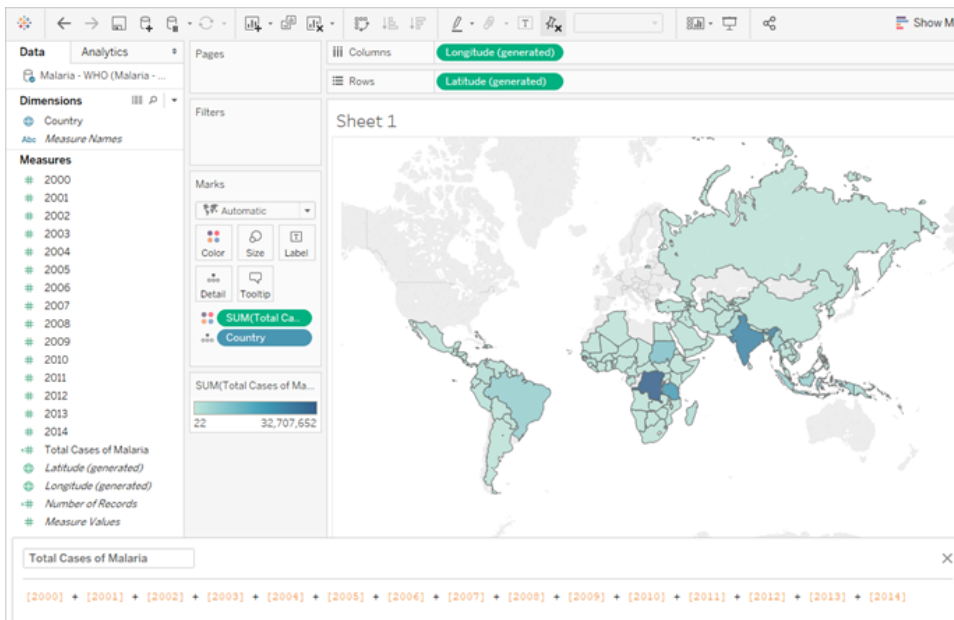 Show M
Data Analytics
Malaria - WHO (Malaria - ...
Dimensions
Country
Abc Measure Names
Measures
# 2000
# 2001
# 2002
# 2003
# 2004
# 2005
# 2006
# 2007
# 2008
# 2009
# 2010
# 2011
# 2012
# 2013
# 2014
=# Total Cases of Malaria
Latitude (generated)
Longitude (generated)
=# Number of Records
# Measure Values
Pages
Filters
Marks
Automatic
Color Size Label
Detail Tooltip
SUM(Total Ca..
Country
SUM(Total Cases of Ma...
22 32,707,652
Columns Longitude (generated)
Rows Latitude (generated)
Sheet 1
Total Cases of Malaria
[2000] + [2001] + [2002] + [2003] + [2004] + [2005] + [2006] + [2007] + [2008] + [2009] + [2010] + [2011] + [2012] + [2013] + [2014]